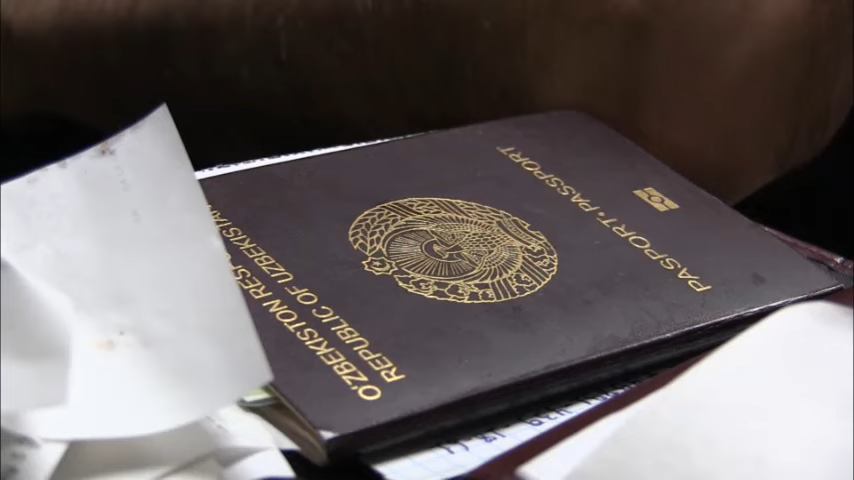 O'ZBEKISTON RES
REPUBLIC OF UZBEKISTAN
PASPORT • PASSPORT